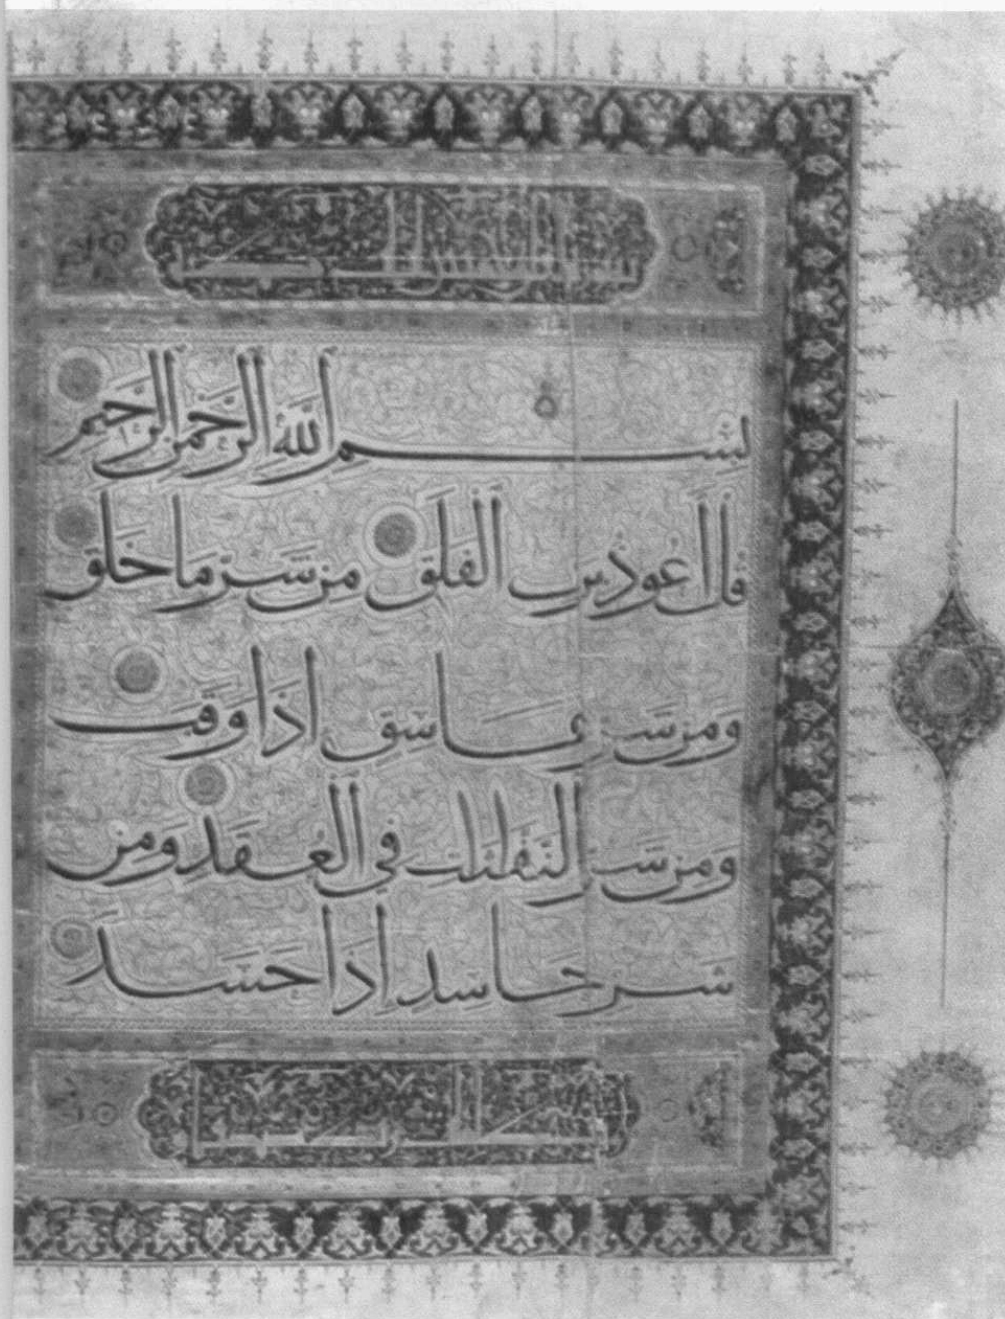 بسم الله الرحمن الرحيم
قل اعوذ برب الفلق من شر ما خلق
ومن شر غاسق اذا وقب
ومن شر النفاثات في العقد ومن
شر حاسد اذا حسد